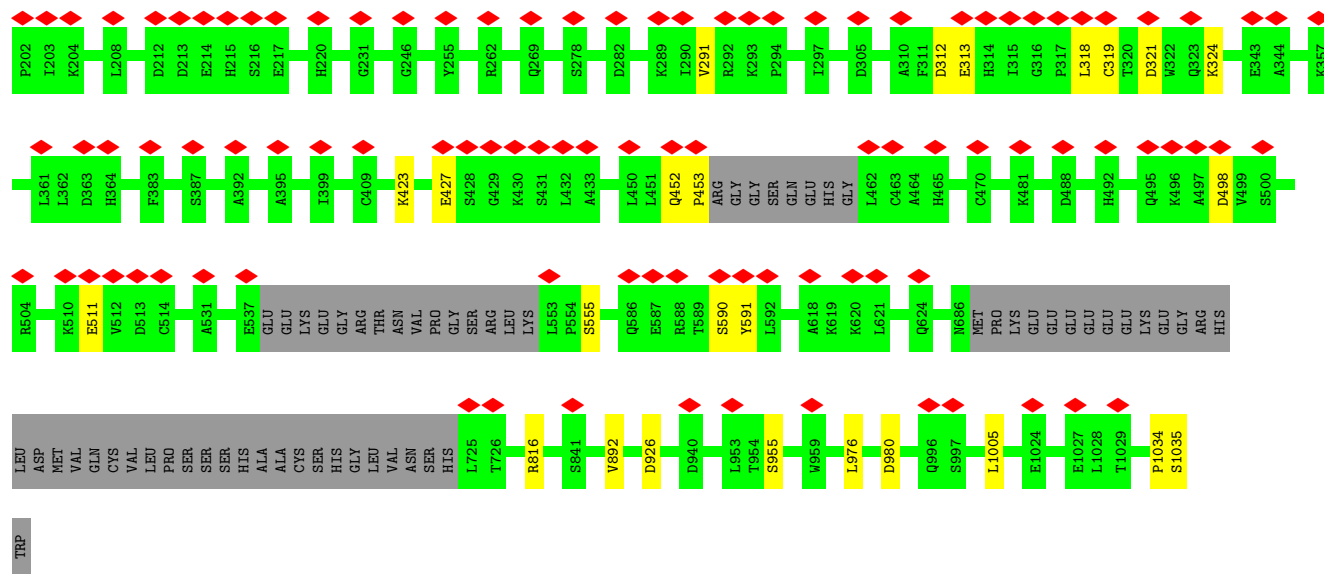 P202 I203 K204 L208 D212 D213 E214 H215 S216 E217 H220 G231 G246 Y255 R262 Q269 S278 D282 K289 I290 V291 R292 K293 P294 I297 D305 A310 F311 D312 E313 H314 I315 G316 P317 L318 C319 T320 D321 W322 Q323 K324 E343 A344 K357
L361 L362 D363 H364 F383 S387 A392 A395 I399 C409 K423 E427 S428 G429 K430 S431 L432 A433 L450 L451 Q452 P453 ARG GLY GLY SER GLN GLU HIS GLY L462 C463 A464 H465 C470 K481 D488 H492 Q495 K496 A497 D498 V499 S500
R504 K510 E511 V512 D513 C514 A531 E537 GLU GLU LYS GLU GLY ARG THR ASN VAL PRO GLY SER ARG LEU LYS L553 P554 S555 Q586 E587 R588 T589 S590 Y591 L592 A618 K619 K620 L621 Q624 N686 MET PRO LYS GLU GLU GLU GLU GLU LYS GLU GLY ARG HIS
LEU ASP MET VAL GLN CYS VAL LEU PRO SER SER SER HIS ALA ALA CYS SER HIS GLY LEU VAL ASN SER HIS L725 T726 R816 S841 V892 D926 D940 L953 T954 S955 W959 L976 D980 Q996 S997 L1005 E1024 E1027 L1028 T1029 P1034 S1035
TRP